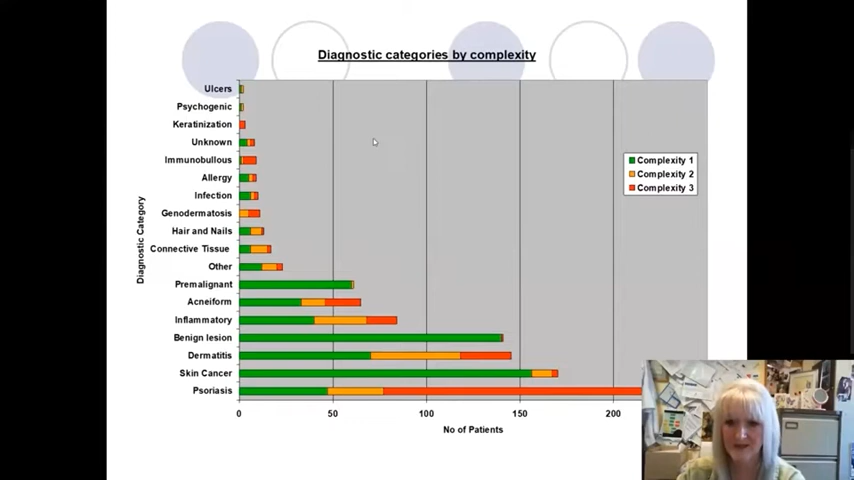 Diagnostic categories by complexity
Ulcers
Psychogenic
Keratinization
Unknown
Immunobullous
Allergy
Infection
Genodermatosis
Hair and Nails
Connective Tissue
Other
Premalignant
Acneiform
Inflammatory
Benign lesion
Dermatitis
Skin Cancer
Psoriasis
Diagnostic Category
Complexity 1
Complexity 2
Complexity 3
0 50 100 150 200
No of Patients